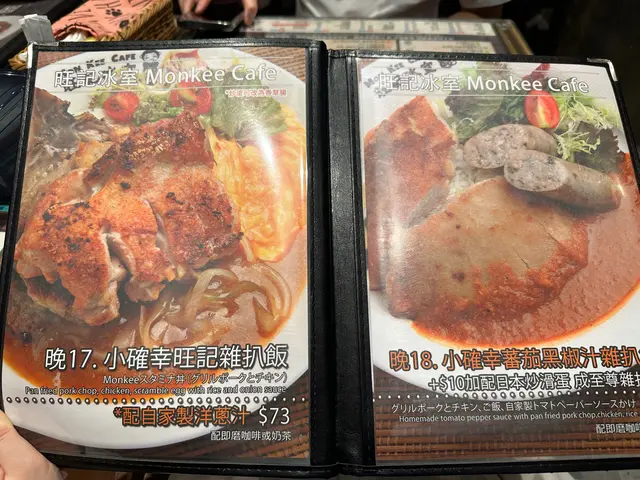 旺記冰室 Monkee Cafe
晚17. 小確幸旺記雜扒飯
Monkeeスタミナ丼(グリルポークとチキン)
Pan fried pork chop, chicken, scramble egg with rice and onion sauce
*配自家製洋蔥汁 $73
配即磨咖啡或奶茶
旺記冰室 Monkee Cafe
晚18. 小確幸蕃茄黑椒汁雜扒
+$10加配日本炒滑蛋 成至尊雜扒
グリルポークとチキン、ご飯、自家製トマトペーパーソースかけ
Homemade tomato pepper sauce with pan fried pork chop,chicken, rice
配即磨咖啡